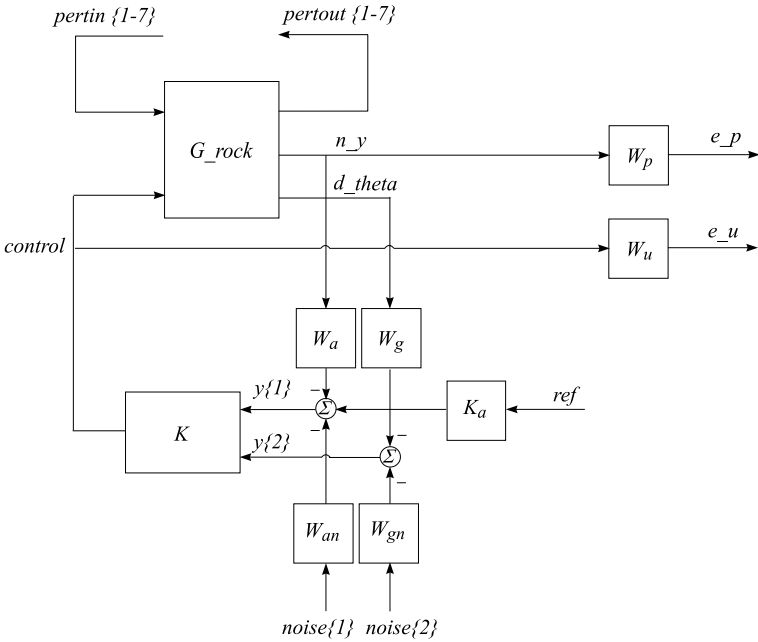 pertin {1-7}
pertout {1-7}
G_rock
n_y
W_p
e_p
d_theta
control
W_u
e_u
W_a
W_g
y{1}
−
Σ
K_a
ref
−
K
y{2}
−
Σ
−
W_an
W_gn
noise{1}
noise{2}